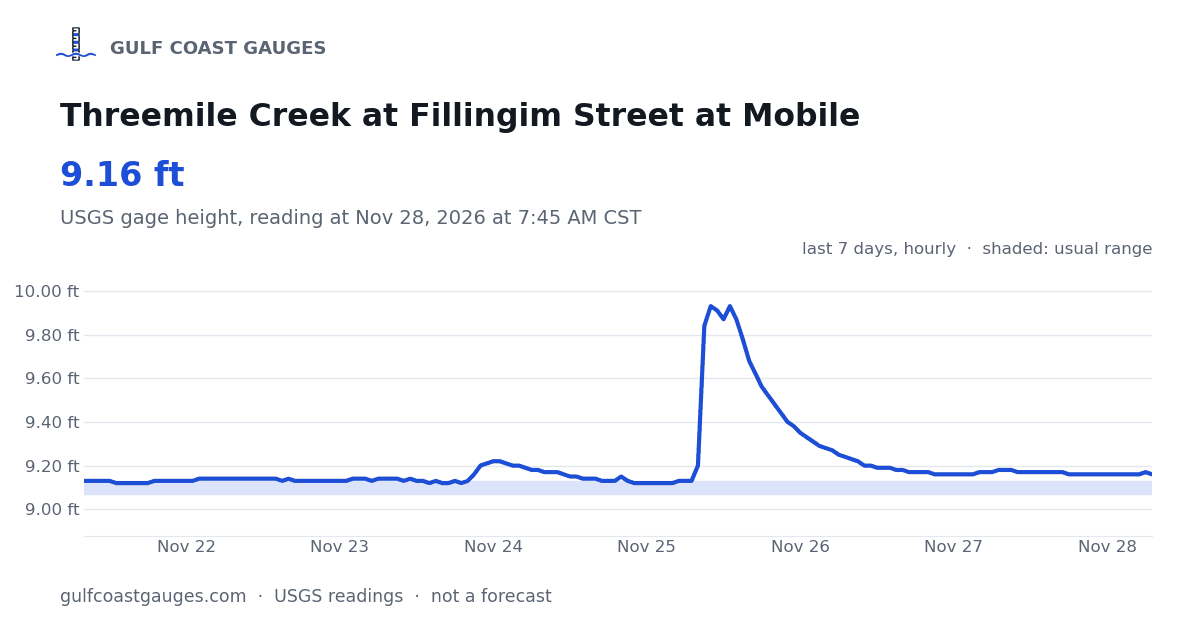 GULF COAST GAUGES
Threemile Creek at Fillingim Street at Mobile
9.16 ft
USGS gage height, reading at Nov 28, 2026 at 7:45 AM CST
last 7 days, hourly · shaded: usual range
10.00 ft
9.80 ft
9.60 ft
9.40 ft
9.20 ft
9.00 ft
Nov 22 Nov 23 Nov 24 Nov 25 Nov 26 Nov 27 Nov 28
gulfcoastgauges.com · USGS readings · not a forecast